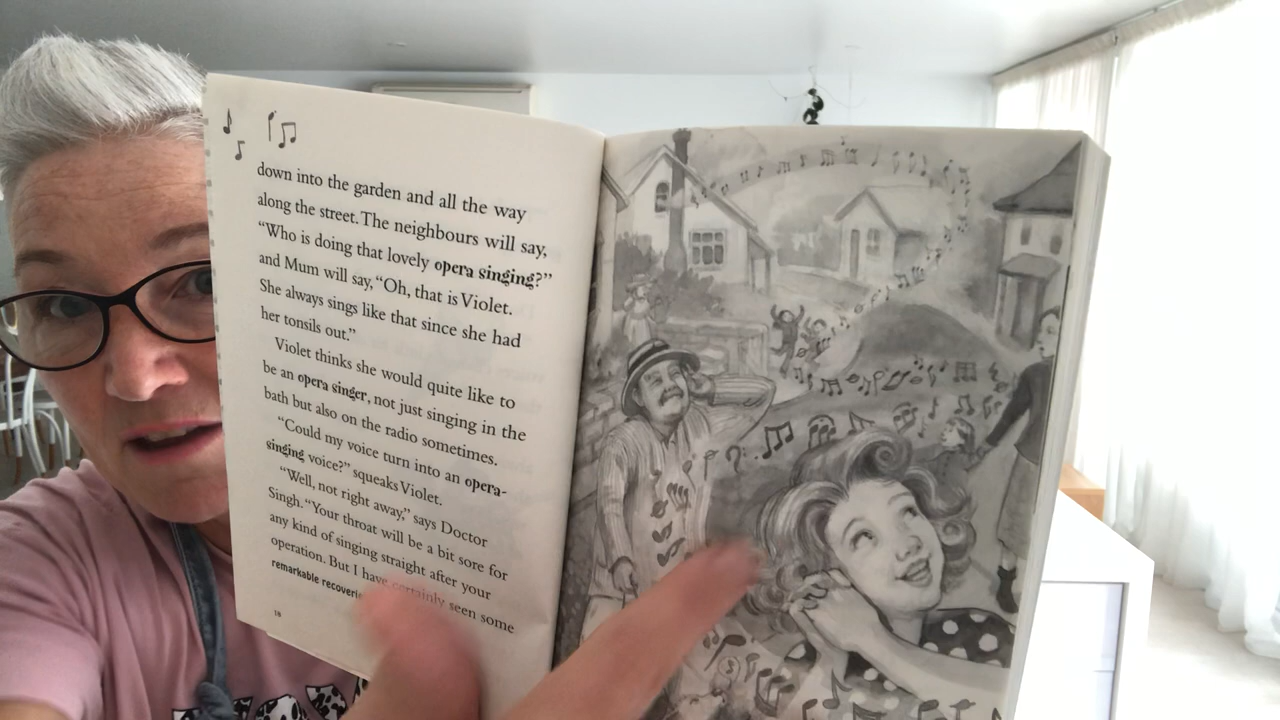 down into the garden and all the way
along the street. The neighbours will say,
“Who is doing that lovely opera singing?”
and Mum will say, “Oh, that is Violet.
She always sings like that since she had
her tonsils out.”
Violet thinks she would quite like to
be an opera singer, not just singing in the
bath but also on the radio sometimes.
“Could my voice turn into an opera-
singing voice?” squeaks Violet.
“Well, not right away,” says Doctor
Singh. “Your throat will be a bit sore for
any kind of singing straight after your
operation. But I have certainly seen some
remarkable
18